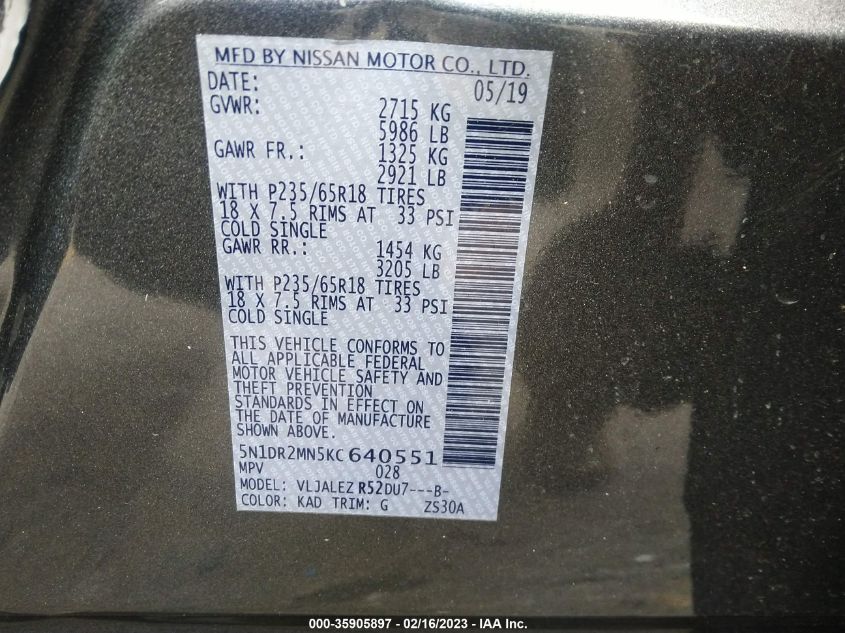 MFD BY NISSAN MOTOR CO., LTD.
DATE: 05/19
GVWR: 2715 KG
5986 LB
GAWR FR.: 1325 KG
2921 LB
WITH P235/65R18 TIRES
18 X 7.5 RIMS AT 33 PSI
COLD SINGLE
GAWR RR.: 1454 KG
3205 LB
WITH P235/65R18 TIRES
18 X 7.5 RIMS AT 33 PSI
COLD SINGLE
THIS VEHICLE CONFORMS TO
ALL APPLICABLE FEDERAL
MOTOR VEHICLE SAFETY AND
THEFT PREVENTION
STANDARDS IN EFFECT ON
THE DATE OF MANUFACTURE
SHOWN ABOVE.
5N1DR2MN5KC640551
MPV 028
MODEL: VLJALEZ R52DU7---B-
COLOR: KAD TRIM: G ZS30A
000-35905897 - 02/16/2023 - IAA Inc.